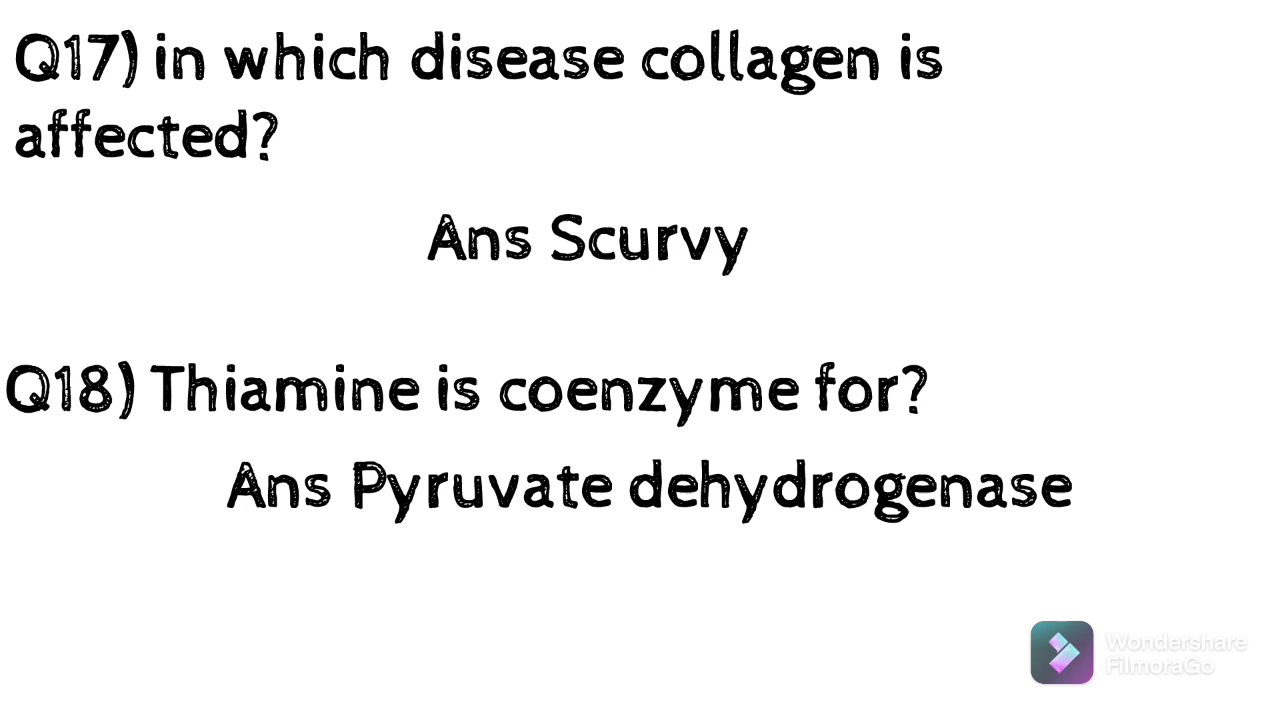 Q17) in which disease collagen is
affected?
Ans Scurvy
Q18) Thiamine is coenzyme for?
Ans Pyruvate dehydrogenase
Wondershare
FilmoraGo